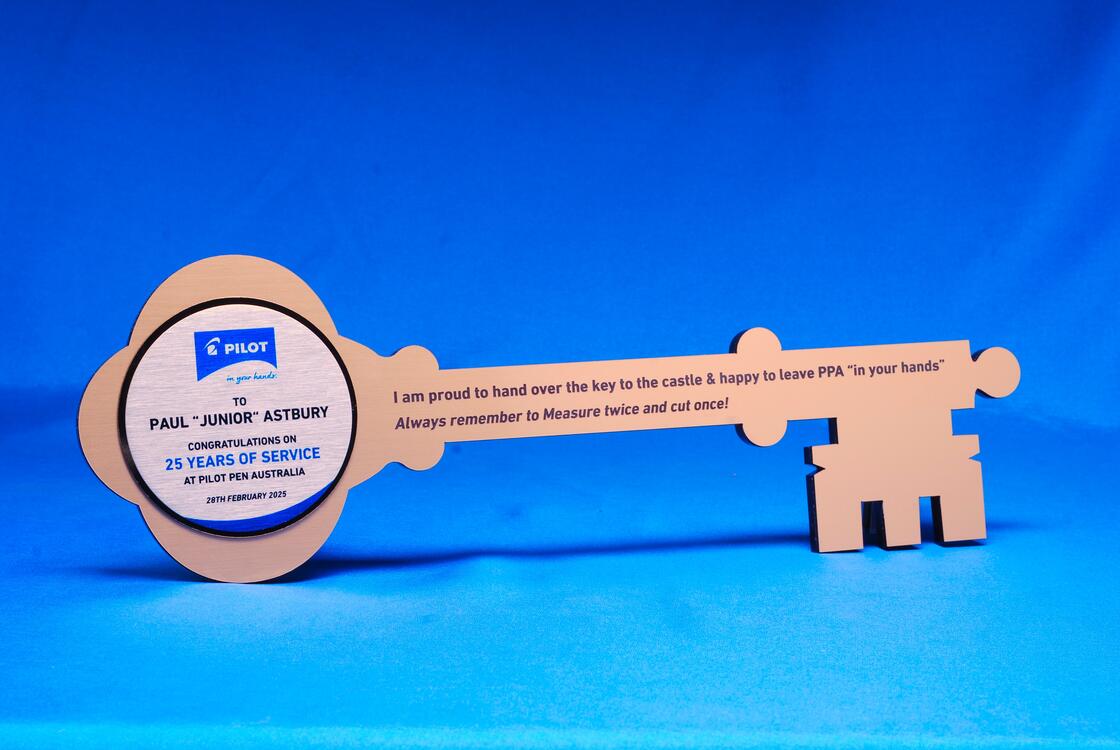 PILOT
in your hands.
TO
PAUL "JUNIOR" ASTBURY
CONGRATULATIONS ON
25 YEARS OF SERVICE
AT PILOT PEN AUSTRALIA
28TH FEBRUARY 2025
I am proud to hand over the key to the castle & happy to leave PPA “in your hands”
Always remember to Measure twice and cut once!